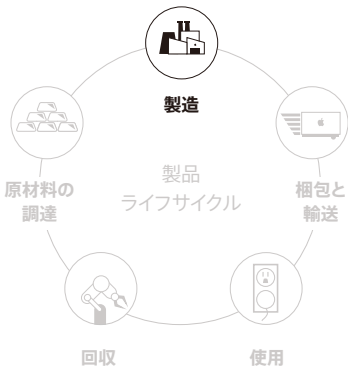 製造
原材料の
調達
製品
ライフサイクル
梱包と
輸送
回収
使用